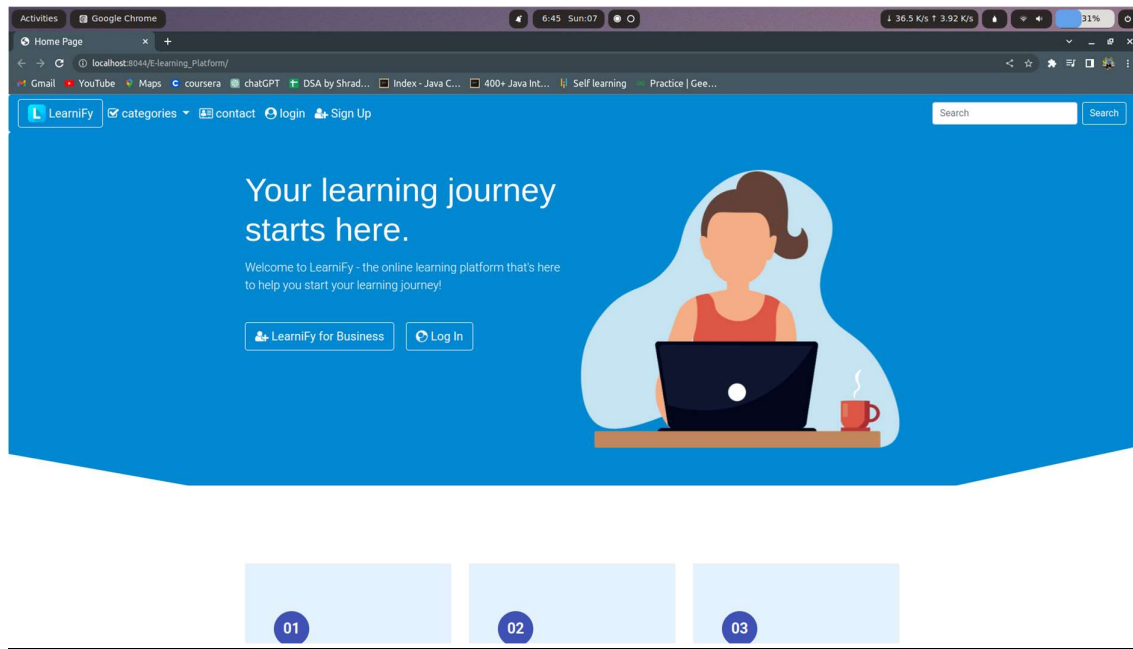 Activities Google Chrome 6:45 Sun:07 ↓ 36.5 K/s ↑ 3.92 K/s 31%
Home Page
localhost:8044/E-learning_Platform/
Gmail YouTube Maps coursera chatGPT DSA by Shrad... Index - Java C... 400+ Java Int... Self learning Practice | Gee...
L LearniFy categories contact login Sign Up Search Search
Your learning journey
starts here.
Welcome to LearniFy - the online learning platform that's here
to help you start your learning journey!
LearniFy for Business Log In
01 02 03